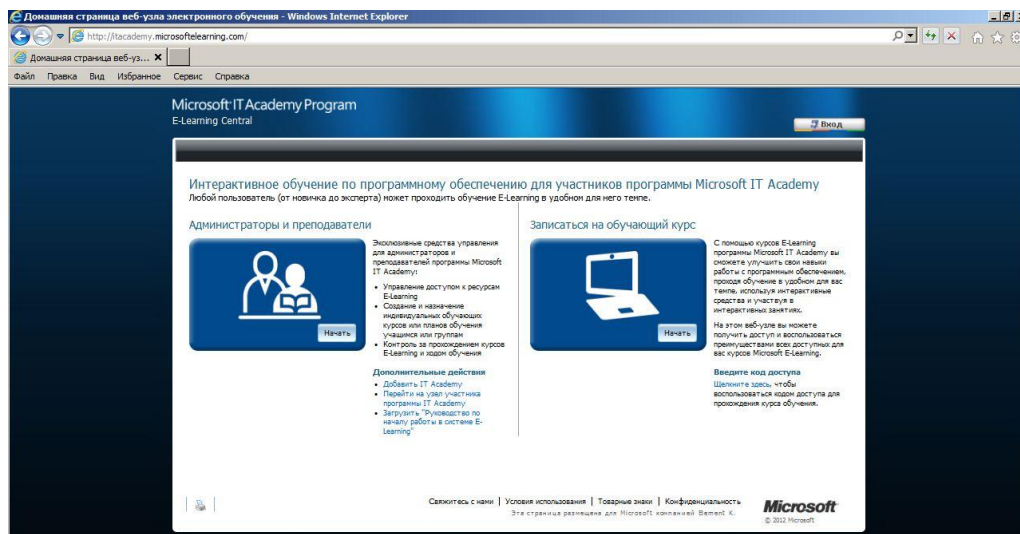 Домашняя страница веб-узла электронного обучения - Windows Internet Explorer
http://itacademy.microsoftelearning.com/
Домашняя страница веб-уз...
Файл Правка Вид Избранное Сервис Справка
Microsoft IT Academy Program
E-Learning Central
Вход
Интерактивное обучение по программному обеспечению для участников программы Microsoft IT Academy
Любой пользователь (от новичка до эксперта) может проходить обучение E-Learning в удобном для него темпе.
Администраторы и преподаватели
Эксклюзивные средства управления
для администраторов и
преподавателей программы Microsoft
IT Academy:
• Управление доступом к ресурсам
E-Learning
• Создание и назначение
индивидуальных обучающих
курсов или планов обучения
учащимся или группам
• Контроль за прохождением курсов
E-Learning и ходом обучения
Начать
Дополнительные действия
• Добавить IT Academy
• Перейти на узел участника
программы IT Academy
• Загрузить "Руководство по
началу работы в системе E-
Learning"
Записаться на обучающий курс
С помощью курсов E-Learning
программы Microsoft IT Academy вы
сможете улучшить свои навыки
работы с программным обеспечением,
проходя обучение в удобном для вас
темпе, используя интерактивные
средства и участвуя в
интерактивных занятиях.
Начать
На этом веб-узле вы можете
получить доступ и воспользоваться
преимуществами всех доступных для
вас курсов Microsoft E-Learning.
Введите код доступа
Щелкните здесь, чтобы
воспользоваться кодом доступа для
прохождения курса обучения.
Свяжитесь с нами | Условия использования | Товарные знаки | Конфиденциальность
Эта страница размещена для Microsoft компанией Element K.
Microsoft
© 2012 Microsoft